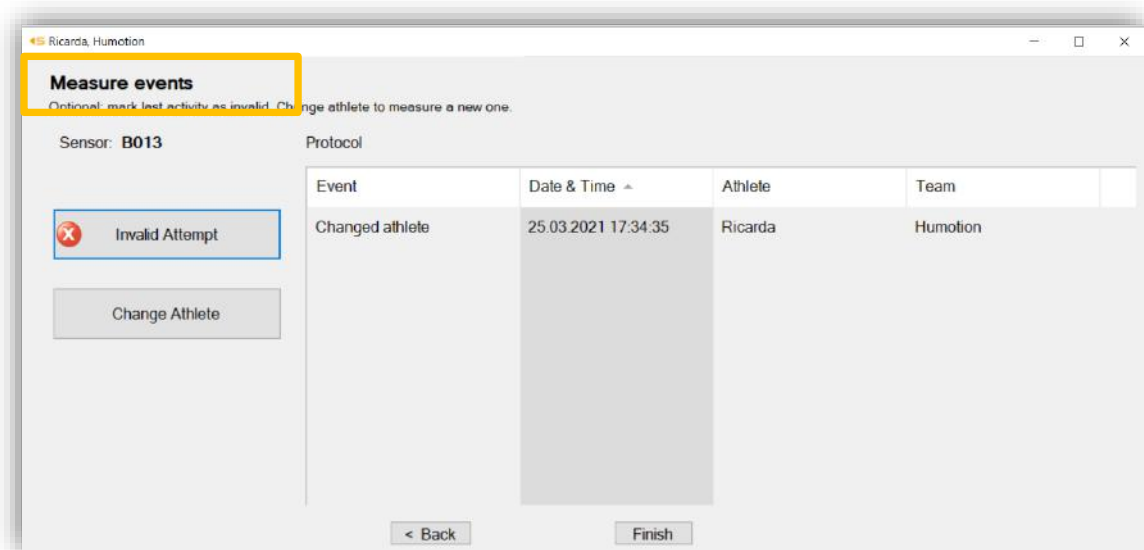 Ricarda, Humotion
Measure events
Optional: mark last activity as invalid. Change athlete to measure a new one.
Sensor: B013
Protocol
Event Date & Time Athlete Team
Invalid Attempt
Changed athlete 25.03.2021 17:34:35 Ricarda Humotion
Change Athlete
< Back Finish